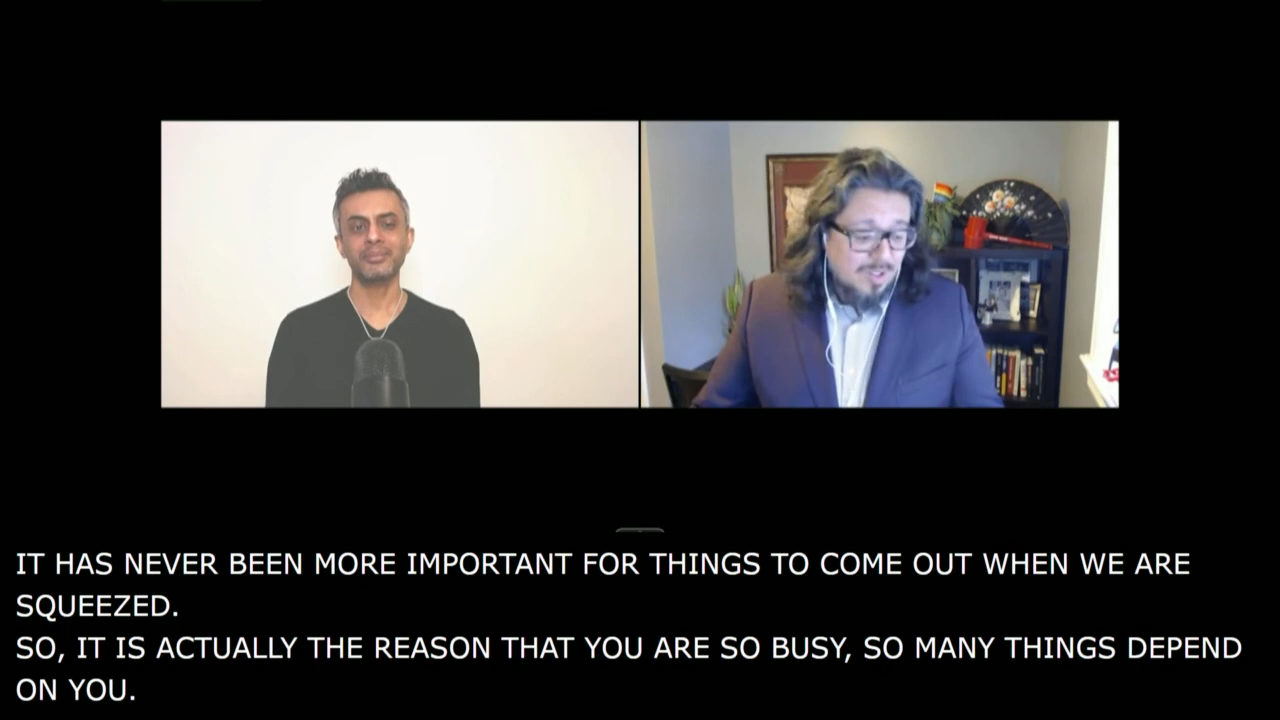 IT HAS NEVER BEEN MORE IMPORTANT FOR THINGS TO COME OUT WHEN WE ARE
SQUEEZED.
SO, IT IS ACTUALLY THE REASON THAT YOU ARE SO BUSY, SO MANY THINGS DEPEND
ON YOU.